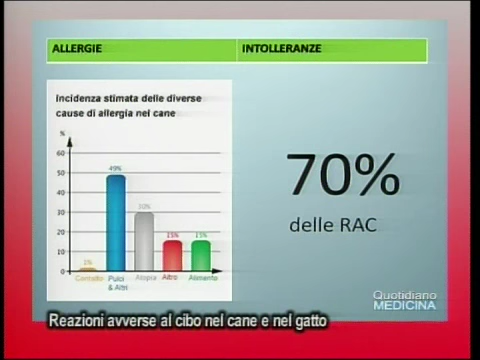 ALLERGIE
INTOLLERANZE
Incidenza stimata delle diverse
cause di allergia nel cane
%
60
50
40
30
20
10
0
49%
30%
15%
15%
Contatto
Pulci
& Altri
Atopia
Altro
Alimento
70%
delle RAC
Quotidiano
MEDICINA
Reazioni avverse al cibo nel cane e nel gatto